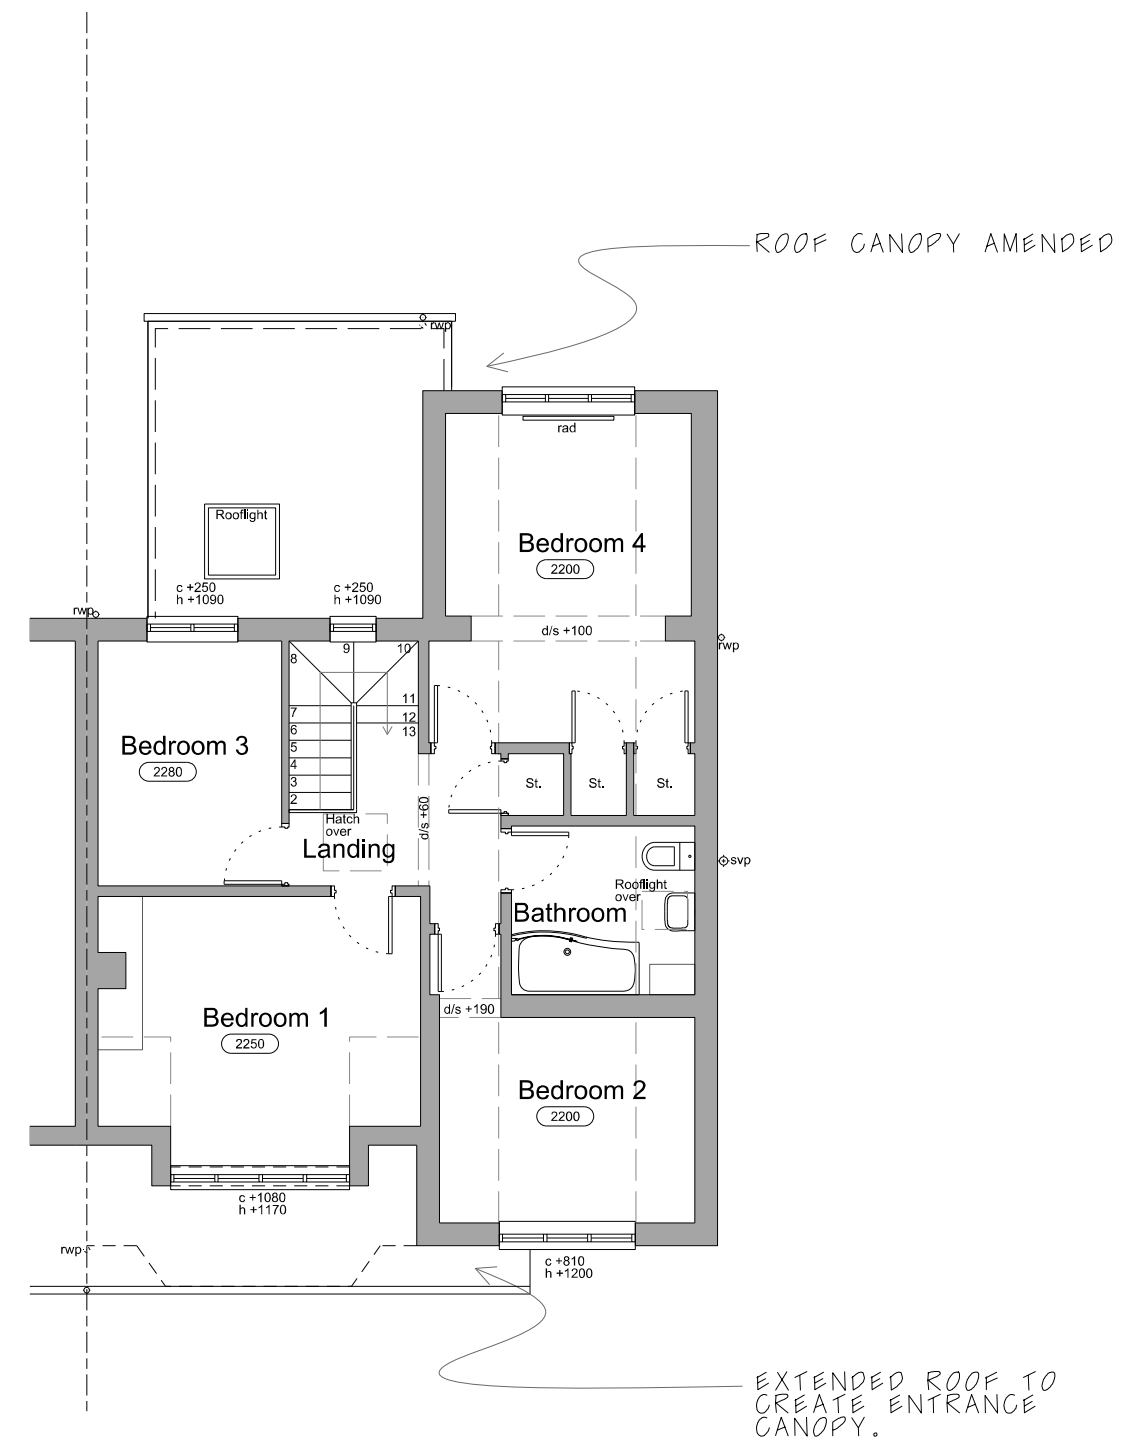 ROOF CANOPY AMENDED
rwp
rad
Rooflight
Bedroom 4
2200
c +250
h +1090
c +250
h +1090
rwp
d/s +100
rwp
8
9
10
11
12
13
7
6
5
4
3
2
Bedroom 3
2280
St.
St.
St.
d/s +60
Hatch
over
Landing
svp
Rooflight
over
Bathroom
d/s +190
Bedroom 1
2250
Bedroom 2
2200
c +1080
h +1170
rwp
c +810
h +1200
EXTENDED ROOF TO
CREATE ENTRANCE
CANOPY.